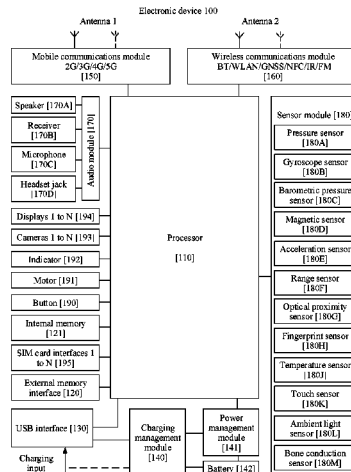 Electronic device 100
Antenna 1
Antenna 2
Mobile communications module
2G/3G/4G/5G
[150]
Wireless communications module
BT/WLAN/GNSS/NFC/IR/FM
[160]
Speaker [170A]
Receiver
[170B]
Microphone
[170C]
Headset jack
[170D]
Audio module [170]
Displays 1 to N [194]
Cameras 1 to N [193]
Indicator [192]
Motor [191]
Button [190]
Internal memory
[121]
SIM card interfaces 1
to N [195]
External memory
interface [120]
USB interface [130]
Charging
input
Processor
[110]
Charging
management
module
[140]
Power
management
module
[141]
Battery [142]
Sensor module [180]
Pressure sensor
[180A]
Gyroscope sensor
[180B]
Barometric pressure
sensor [180C]
Magnetic sensor
[180D]
Acceleration sensor
[180E]
Range sensor
[180F]
Optical proximity
sensor [180G]
Fingerprint sensor
[180H]
Temperature sensor
[180J]
Touch sensor
[180K]
Ambient light
sensor [180L]
Bone conduction
sensor [180M]